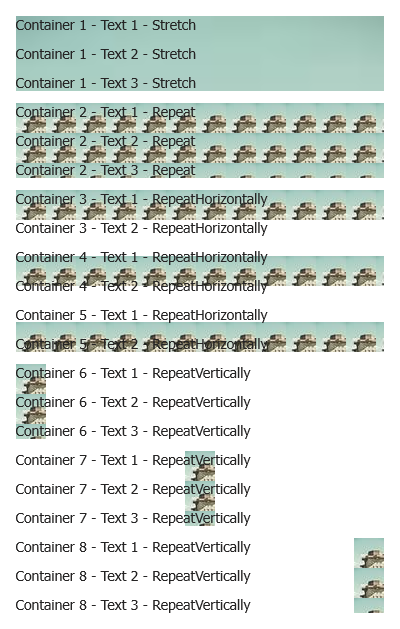 Container 1 - Text 1 - Stretch
Container 1 - Text 2 - Stretch
Container 1 - Text 3 - Stretch
Container 2 - Text 1 - Repeat
Container 2 - Text 2 - Repeat
Container 2 - Text 3 - Repeat
Container 3 - Text 1 - RepeatHorizontally
Container 3 - Text 2 - RepeatHorizontally
Container 4 - Text 1 - RepeatHorizontally
Container 4 - Text 2 - RepeatHorizontally
Container 5 - Text 1 - RepeatHorizontally
Container 5 - Text 2 - RepeatHorizontally
Container 6 - Text 1 - RepeatVertically
Container 6 - Text 2 - RepeatVertically
Container 6 - Text 3 - RepeatVertically
Container 7 - Text 1 - RepeatVertically
Container 7 - Text 2 - RepeatVertically
Container 7 - Text 3 - RepeatVertically
Container 8 - Text 1 - RepeatVertically
Container 8 - Text 2 - RepeatVertically
Container 8 - Text 3 - RepeatVertically